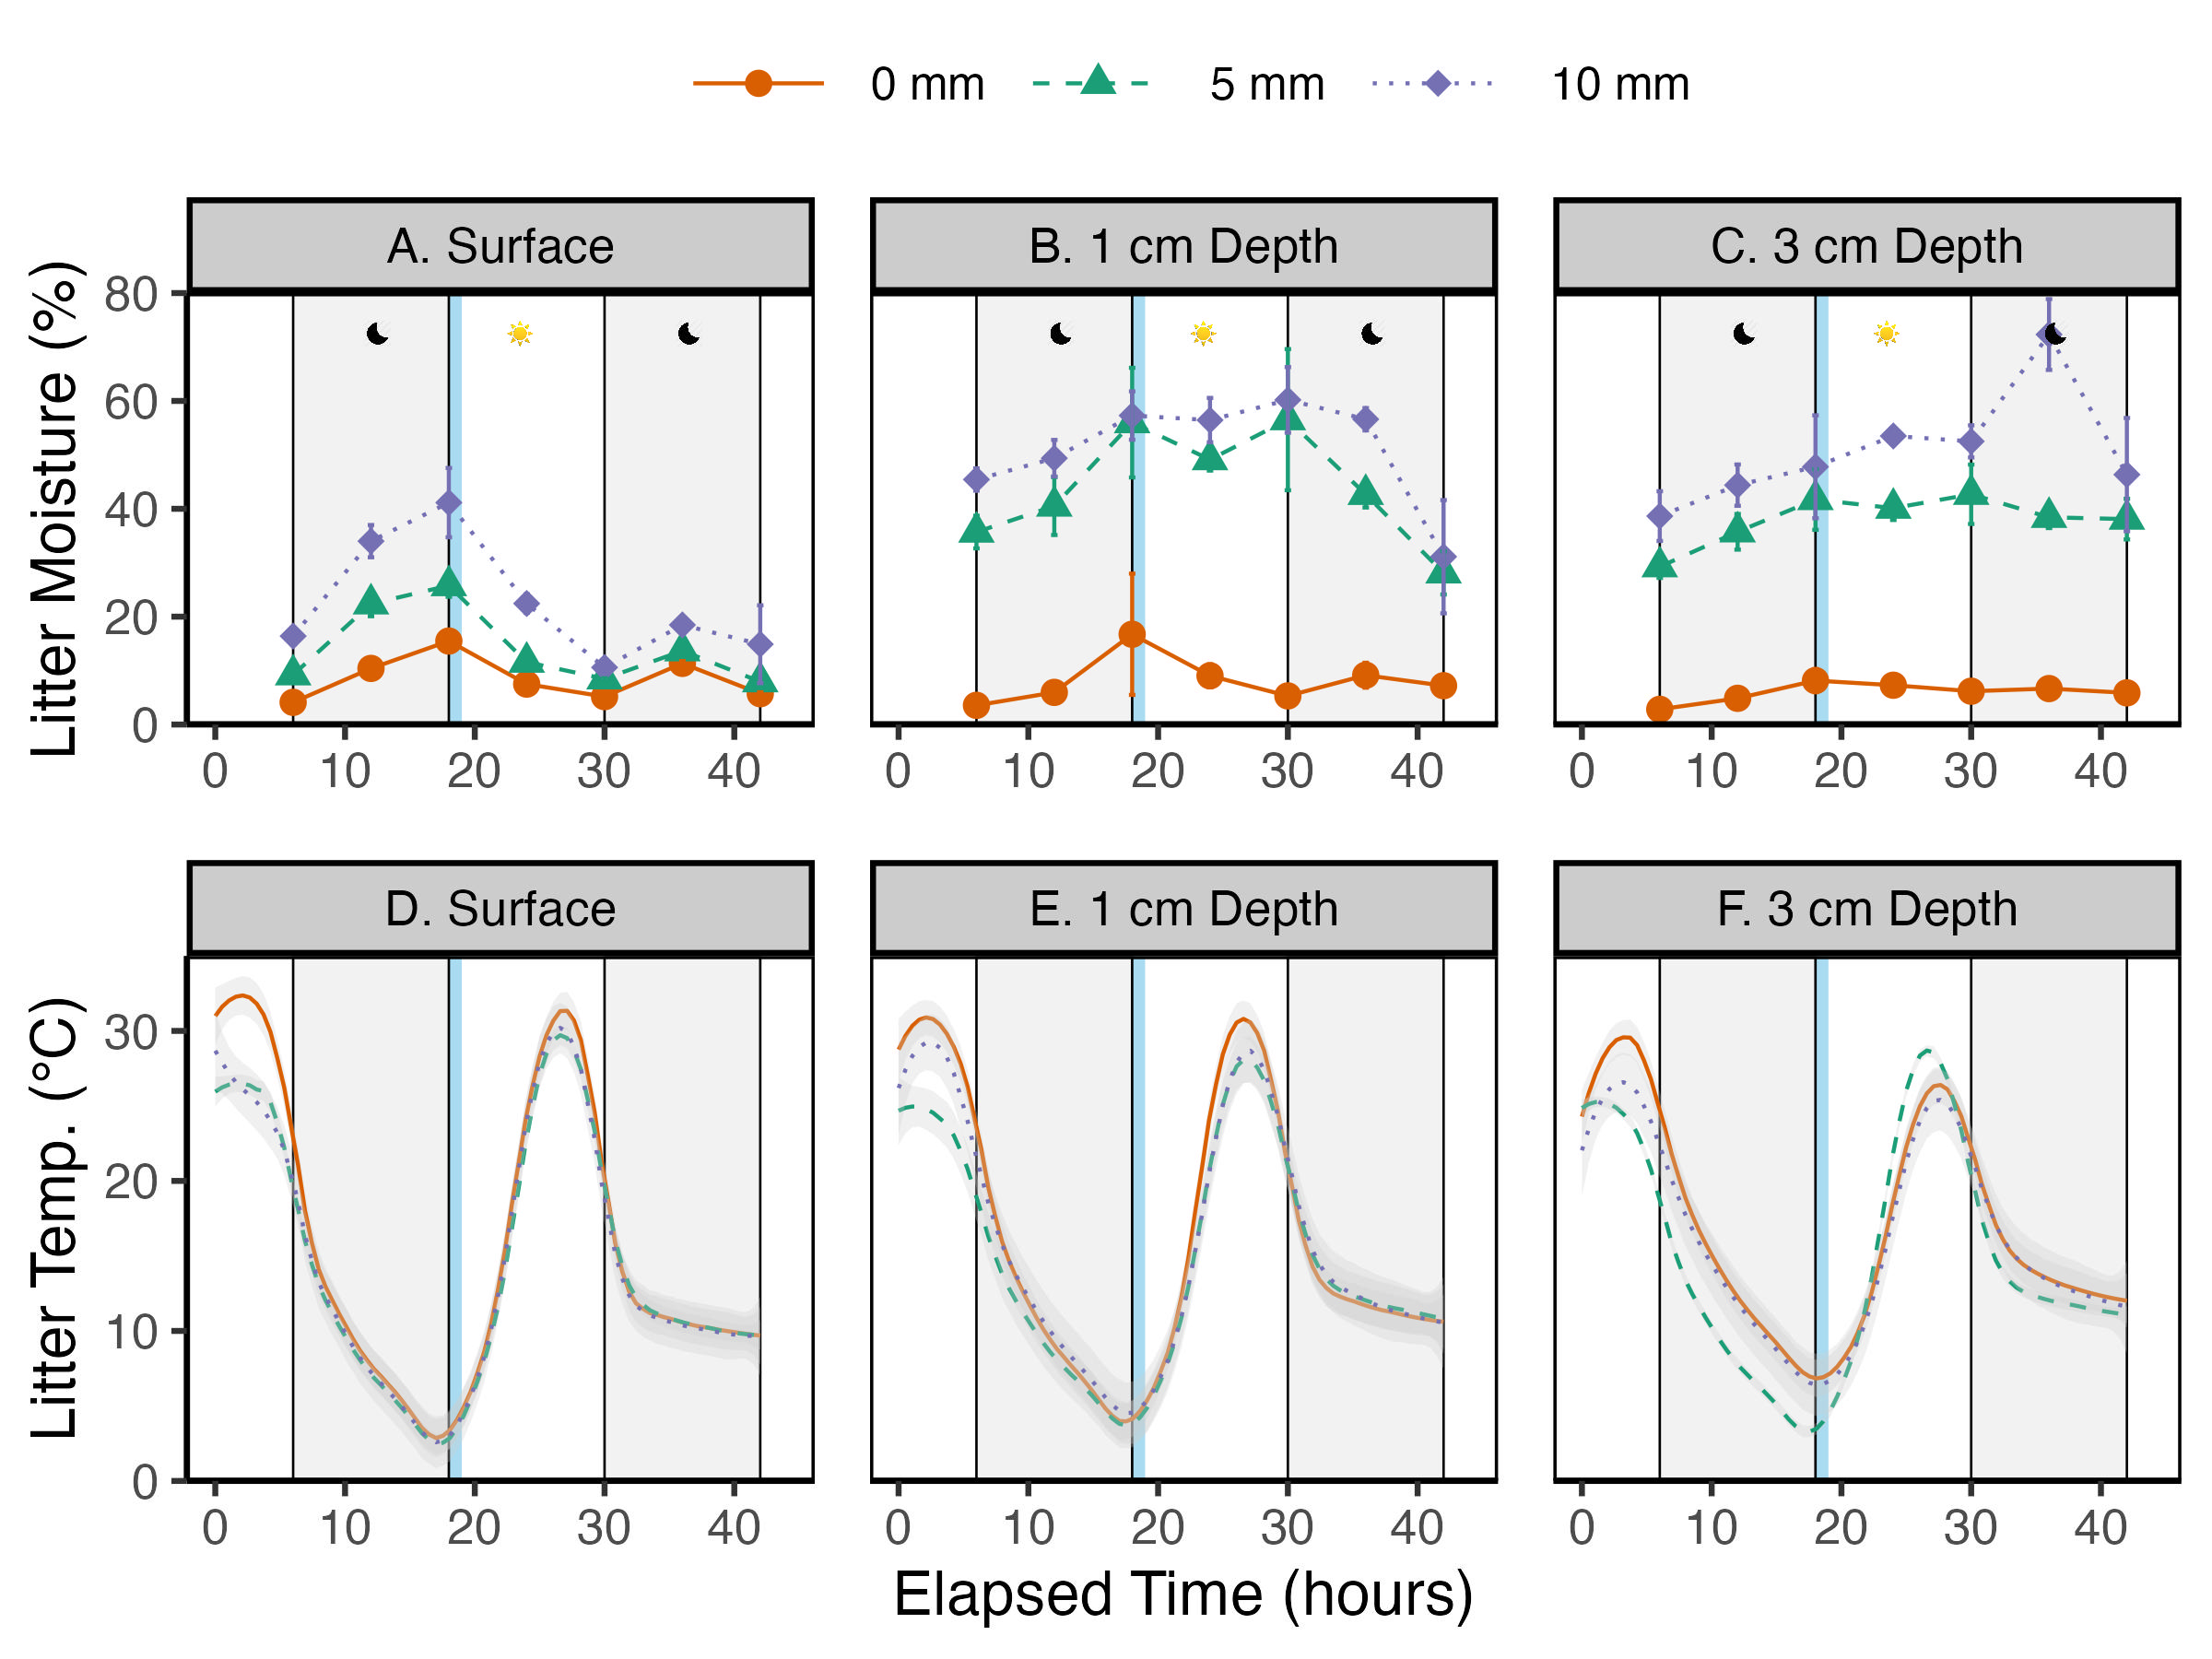 0 mm 5 mm 10 mm
A. Surface B. 1 cm Depth C. 3 cm Depth
Litter Moisture (%)
80
60
40
20
0
0 10 20 30 40 0 10 20 30 40 0 10 20 30 40
D. Surface E. 1 cm Depth F. 3 cm Depth
Litter Temp. (°C)
30
20
10
0
0 10 20 30 40 0 10 20 30 40 0 10 20 30 40
Elapsed Time (hours)